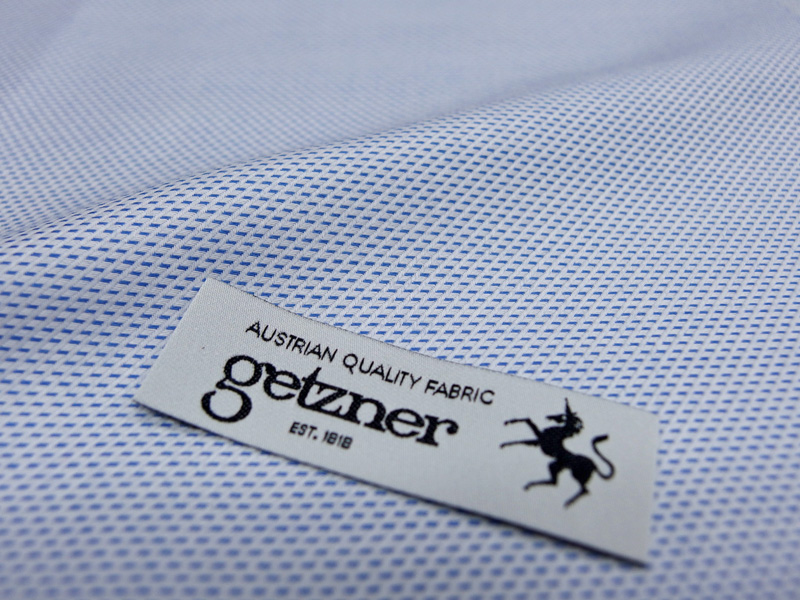 AUSTRIAN QUALITY FABRIC
getzner
EST. 1818